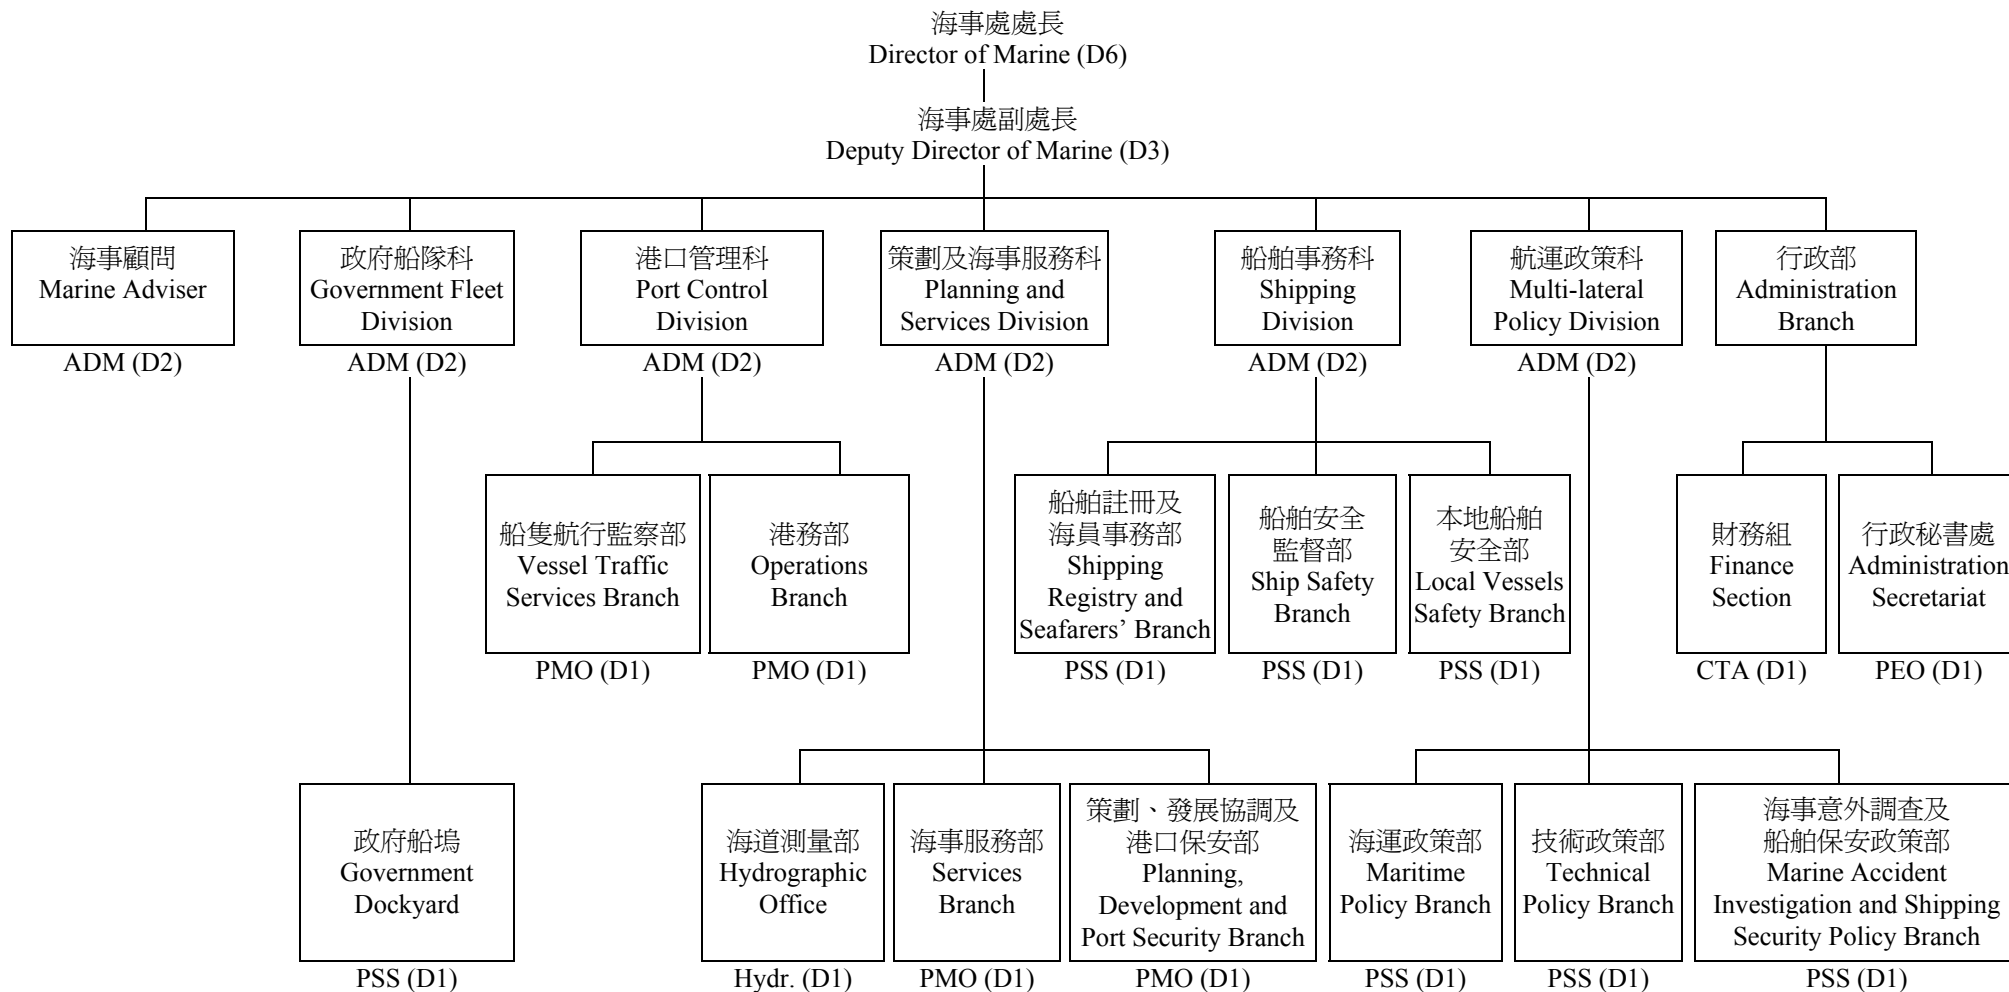 海事處處長
Director of Marine (D6)
海事處副處長
Deputy Director of Marine (D3)
海事顧問
Marine Adviser
ADM (D2)
政府船隊科
Government Fleet
Division
ADM (D2)
港口管理科
Port Control
Division
ADM (D2)
策劃及海事服務科
Planning and
Services Division
ADM (D2)
船舶事務科
Shipping
Division
ADM (D2)
航運政策科
Multi-lateral
Policy Division
ADM (D2)
行政部
Administration
Branch
船隻航行監察部
Vessel Traffic
Services Branch
PMO (D1)
港務部
Operations
Branch
PMO (D1)
船舶註冊及
海員事務部
Shipping
Registry and
Seafarers’ Branch
PSS (D1)
船舶安全
監督部
Ship Safety
Branch
PSS (D1)
本地船舶
安全部
Local Vessels
Safety Branch
PSS (D1)
財務組
Finance
Section
CTA (D1)
行政秘書處
Administration
Secretariat
PEO (D1)
政府船塢
Government
Dockyard
PSS (D1)
海道測量部
Hydrographic
Office
Hydr. (D1)
海事服務部
Services
Branch
PMO (D1)
策劃、發展協調及
港口保安部
Planning,
Development and
Port Security Branch
PMO (D1)
海運政策部
Maritime
Policy Branch
PSS (D1)
技術政策部
Technical
Policy Branch
PSS (D1)
海事意外調查及
船舶保安政策部
Marine Accident
Investigation and Shipping
Security Policy Branch
PSS (D1)